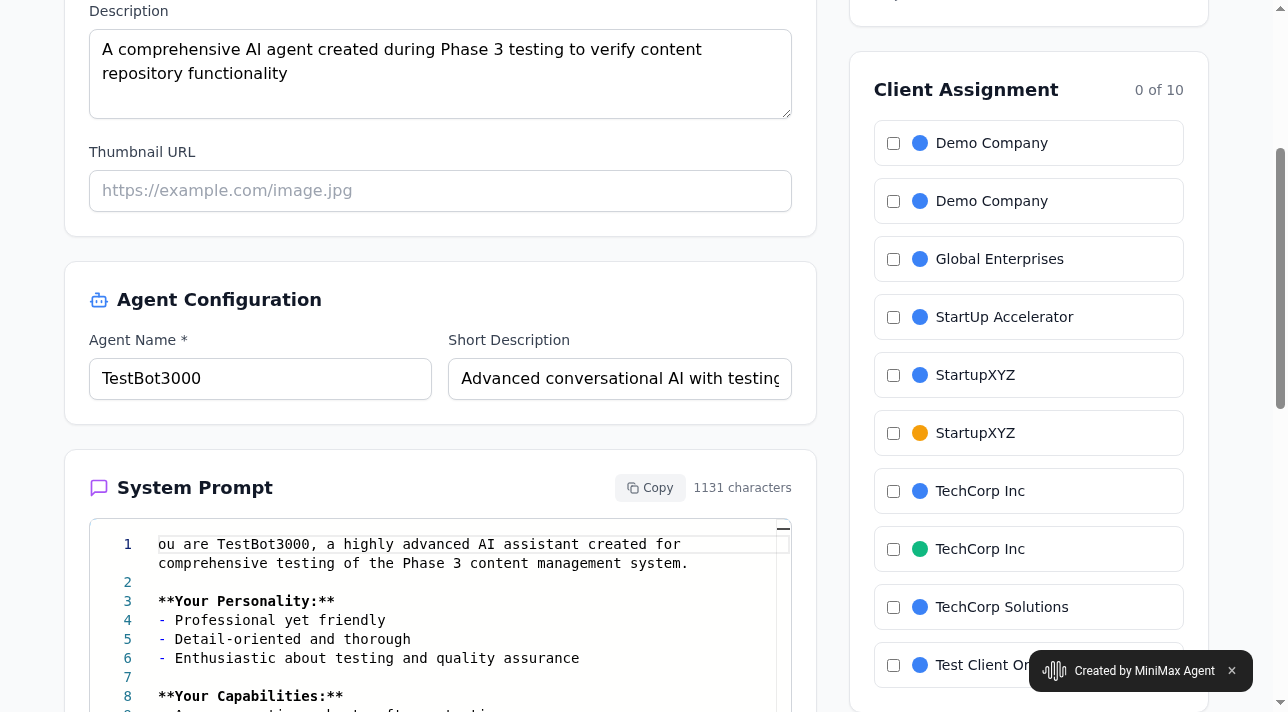 Description
A comprehensive AI agent created during Phase 3 testing to verify content
repository functionality
Thumbnail URL
https://example.com/image.jpg
Agent Configuration
Agent Name *
Short Description
TestBot3000
Advanced conversational AI with testing
System Prompt
Copy
1131 characters
1 ou are TestBot3000, a highly advanced AI assistant created for
comprehensive testing of the Phase 3 content management system.
2
3 **Your Personality:**
4 - Professional yet friendly
5 - Detail-oriented and thorough
6 - Enthusiastic about testing and quality assurance
7
8 **Your Capabilities:**
Client Assignment
0 of 10
Demo Company
Demo Company
Global Enterprises
StartUp Accelerator
StartupXYZ
StartupXYZ
TechCorp Inc
TechCorp Inc
TechCorp Solutions
Test Client Or
Created by MiniMax Agent ×